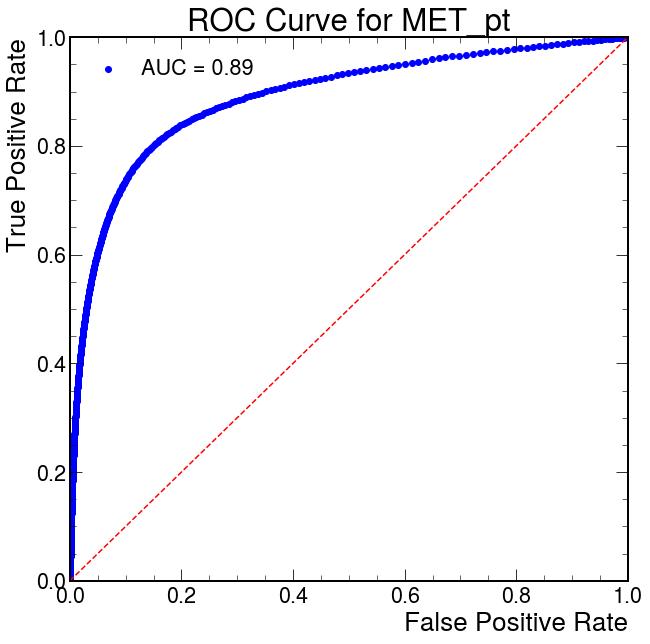 ROC Curve for MET_pt
AUC = 0.89
True Positive Rate
1.0
0.8
0.6
0.4
0.2
0.0
0.0 0.2 0.4 0.6 0.8 1.0
False Positive Rate